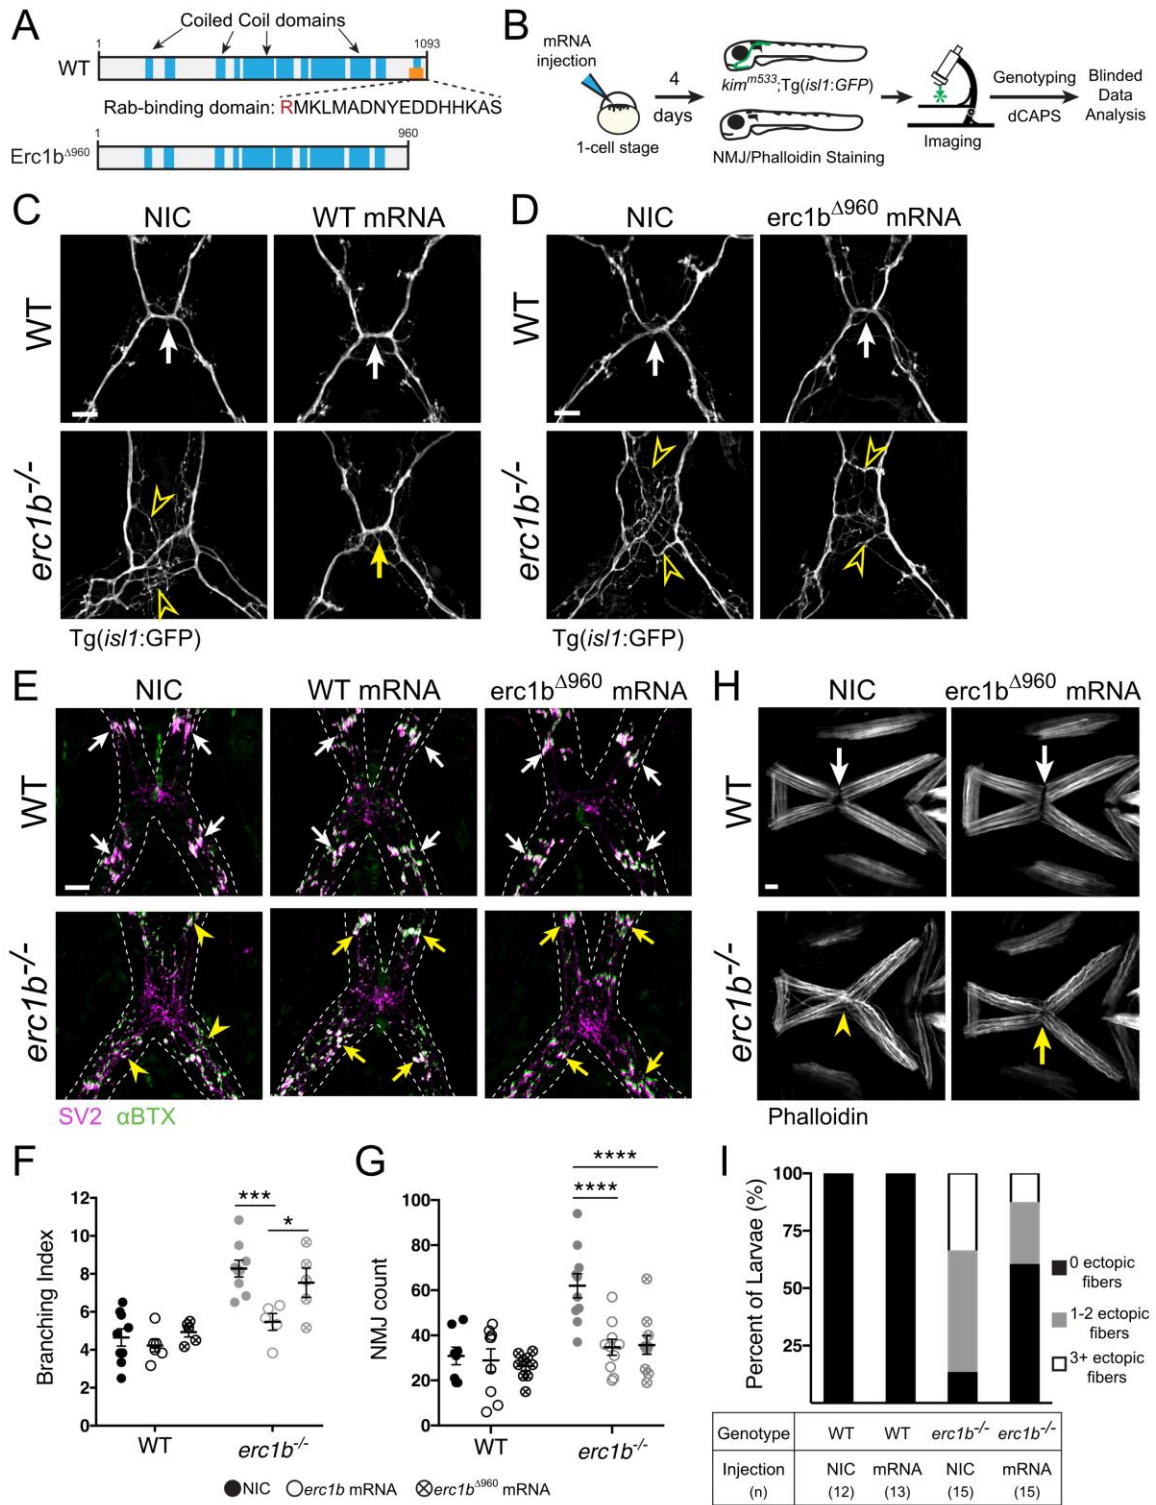 A
Coiled Coil domains
1
1093
WT
Rab-binding domain: RMKLMADNYEDDHHKAS
1
960
Erc1bΔ960
B
mRNA
injection
4
days
1-cell stage
kim m533;Tg(isl1:GFP)
NMJ/Phalloidin Staining
Imaging
Genotyping
dCAPS
Blinded
Data
Analysis
C
NIC
WT mRNA
WT
erc1b-/-
Tg(isl1:GFP)
D
NIC
erc1bΔ960 mRNA
WT
erc1b-/-
Tg(isl1:GFP)
E
NIC
WT mRNA
erc1bΔ960 mRNA
WT
erc1b-/-
SV2 αBTX
H
NIC
erc1bΔ960 mRNA
WT
erc1b-/-
Phalloidin
F
Branching Index
12
10
8
6
4
2
0
***
*
WT
erc1b-/-
G
NMJ count
100
80
60
40
20
0
****
****
WT
erc1b-/-
NIC
erc1b mRNA
erc1bΔ960 mRNA
I
Percent of Larvae (%)
100
75
50
25
0 ectopic
fibers
1-2 ectopic
fibers
3+ ectopic
fibers
Genotype WT WT erc1b-/- erc1b-/-
Injection NIC mRNA NIC mRNA
(n) (12) (13) (15) (15)